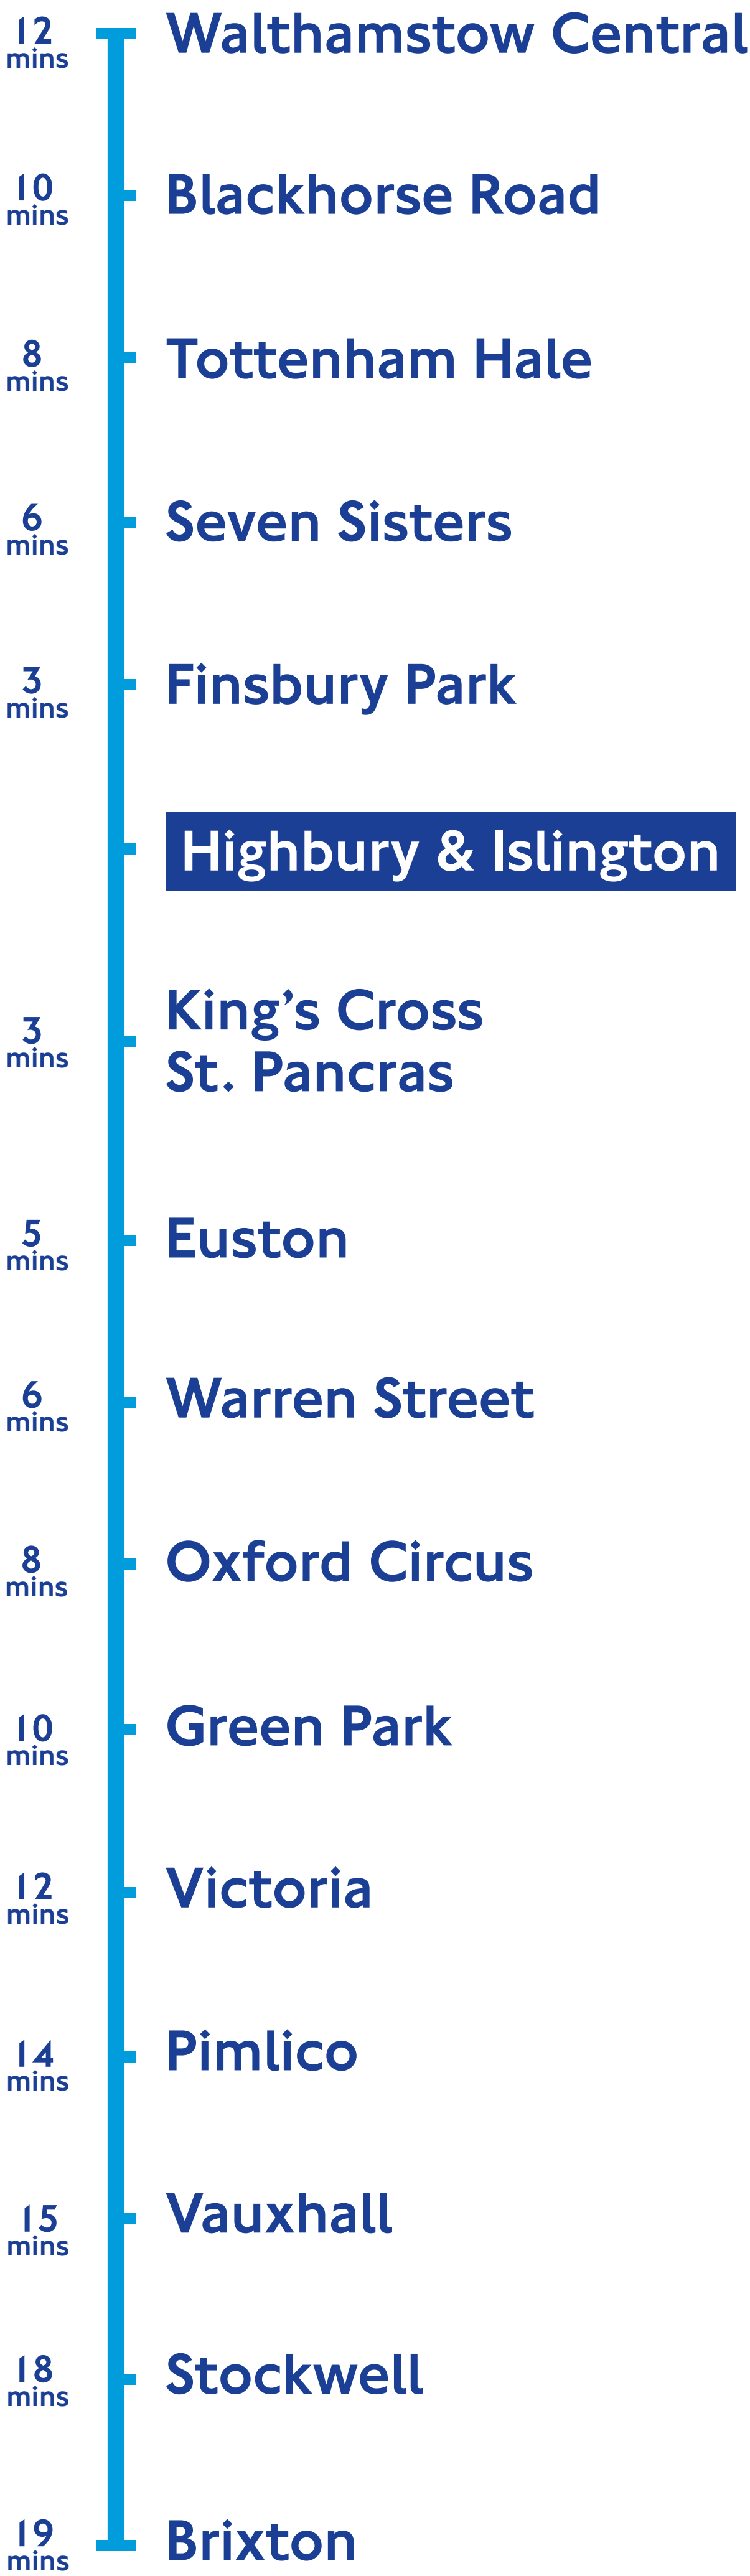 12
mins
Walthamstow Central
10
mins
Blackhorse Road
8
mins
Tottenham Hale
6
mins
Seven Sisters
3
mins
Finsbury Park
Highbury & Islington
3
mins
King’s Cross
St. Pancras
5
mins
Euston
6
mins
Warren Street
8
mins
Oxford Circus
10
mins
Green Park
12
mins
Victoria
14
mins
Pimlico
15
mins
Vauxhall
18
mins
Stockwell
19
mins
Brixton